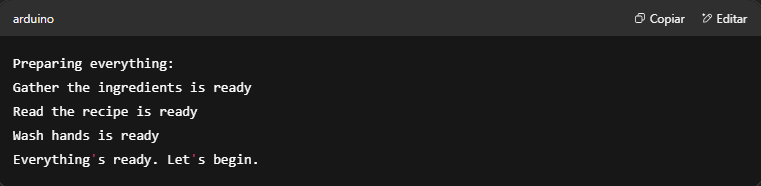 arduino Copiar Editar
Preparing everything:
Gather the ingredients is ready
Read the recipe is ready
Wash hands is ready
Everything's ready. Let's begin.